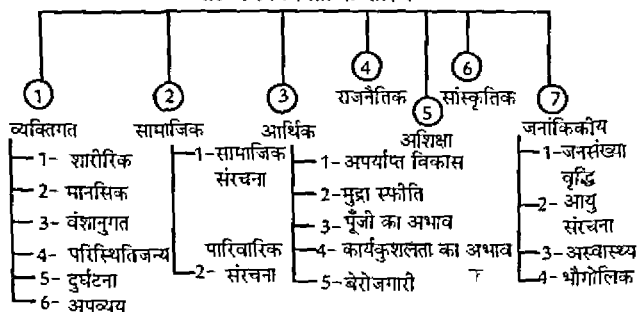 1
व्यक्तिगत
1- शारीरिक
2- मानसिक
3- वंशानुगत
4- परिस्थितिजन्य
5- दुर्घटना
6- अपव्यय
2
सामाजिक
1-सामाजिक
संरचना
पारिवारिक
2- संरचना
3
आर्थिक
1-अपर्याप्त विकास
2-मुद्रा स्फीति
3-पूँजी का अभाव
4-कार्यकुशलता का अभाव
5-बेरोजगारी
4
राजनैतिक
5
अशिक्षा
6
सांस्कृतिक
7
जनांकिकीय
1-जनसंख्या
वृद्धि
2- आयु
संरचना
3-अस्वास्थ्य
4-भौगोलिक